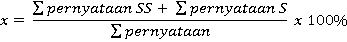 x = (∑ pernyataan SS + ∑ pernyataan S) / ∑ pernyataan x 100%